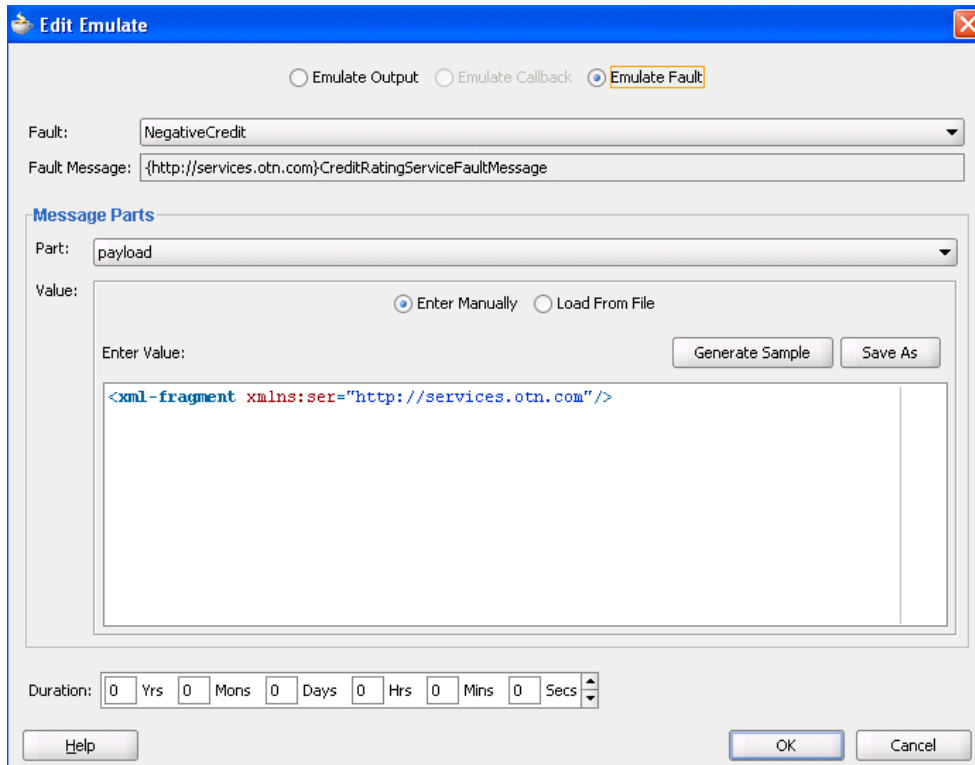 Edit Emulate
Emulate Output Emulate Callback Emulate Fault
Fault: NegativeCredit
Fault Message: {http://services.otn.com}CreditRatingServiceFaultMessage
Message Parts
Part: payload
Value: Enter Manually Load From File
Enter Value: Generate Sample Save As
<xml-fragment xmlns:ser="http://services.otn.com"/>
Duration: 0 Yrs 0 Mons 0 Days 0 Hrs 0 Mins 0 Secs
Help OK Cancel